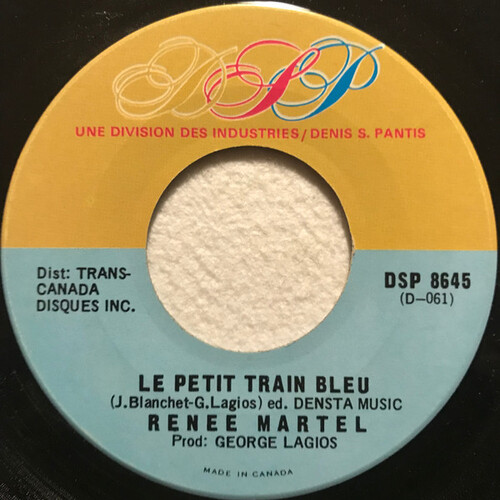 DSP
UNE DIVISION DES INDUSTRIES/DENIS S. PANTIS
Dist: TRANS-
CANADA
DISQUES INC.
DSP 8645
(D-061)
LE PETIT TRAIN BLEU
(J.Blanchet-G.Lagios) ed. DENSTA MUSIC
RENEE MARTEL
Prod: GEORGE LAGIOS
MADE IN CANADA